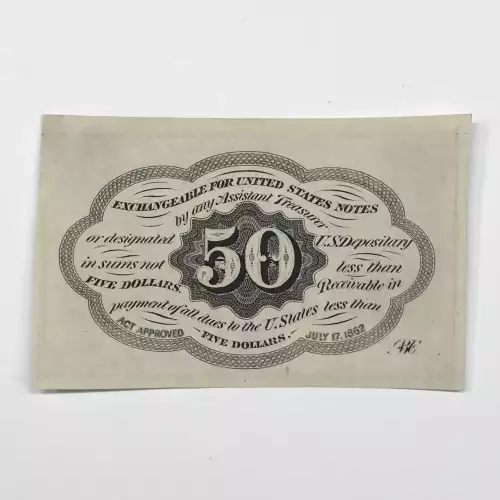 EXCHANGEABLE FOR UNITED STATES NOTES
by any Assistant Treasurer
or designated U.S. Depositary
in sums not less than
FIVE DOLLARS. Receivable in
payment of all dues to the U. States less than
FIVE DOLLARS.
ACT APPROVED JULY 17. 1862
50
ABCo